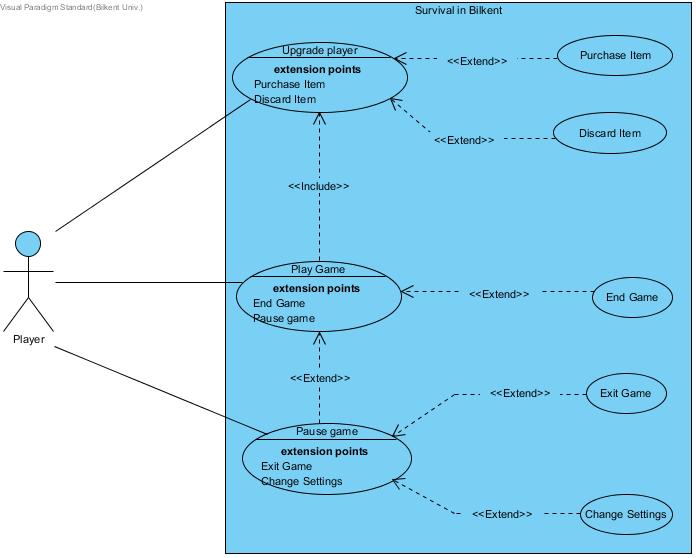 Visual Paradigm Standard(Bilkent Univ.)
Survival in Bilkent
Upgrade player
extension points
Purchase Item
Discard Item
<<Extend>>
Purchase Item
<<Extend>>
Discard Item
<<Include>>
Player
Play Game
extension points
End Game
Pause game
<<Extend>>
End Game
<<Extend>>
Pause game
extension points
Exit Game
Change Settings
<<Extend>>
Exit Game
<<Extend>>
Change Settings